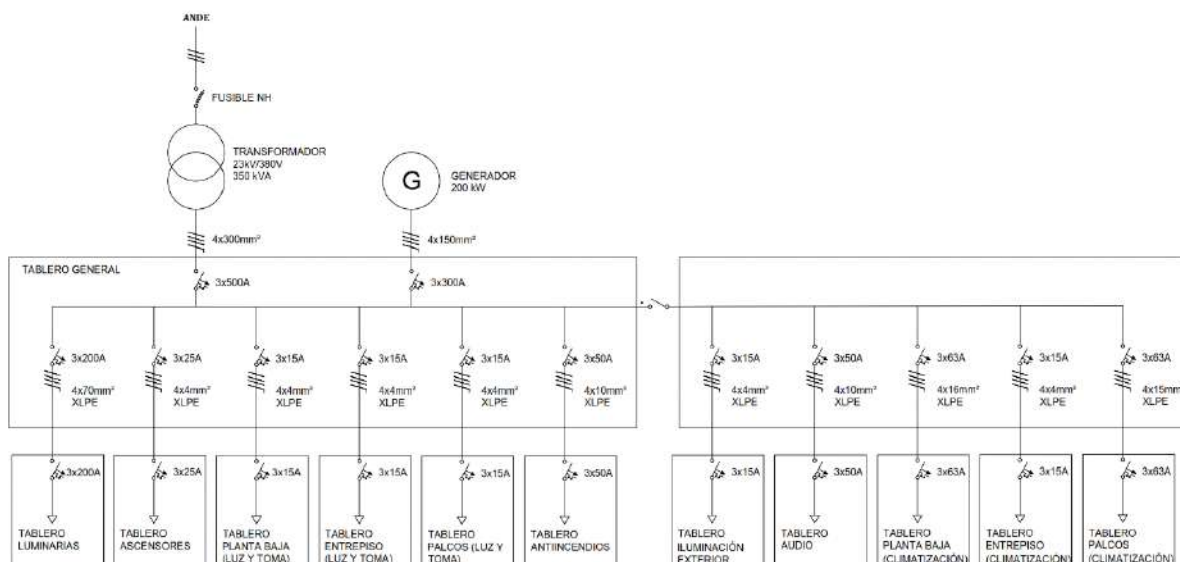 ANDE
FUSIBLE NH
TRANSFORMADOR
23kV/380V
350 kVA
G
GENERADOR
200 kW
4x300mm²
4x150mm²
TABLERO GENERAL
3x500A
3x300A
3x200A
3x25A
3x15A
3x15A
3x15A
3x50A
3x15A
3x50A
3x63A
3x15A
3x63A
4x70mm²
XLPE
4x4mm²
XLPE
4x4mm²
XLPE
4x4mm²
XLPE
4x4mm²
XLPE
4x10mm²
XLPE
4x4mm²
XLPE
4x10mm²
XLPE
4x16mm²
XLPE
4x4mm²
XLPE
4x15mm
XLPE
3x200A
3x25A
3x15A
3x15A
3x15A
3x50A
3x15A
3x50A
3x63A
3x15A
3x63A
TABLERO
LUMINARIAS
TABLERO
ASCENSORES
TABLERO
PLANTA BAJA
(LUZ Y TOMA)
TABLERO
ENTREPISO
(LUZ Y TOMA)
TABLERO
PALCOS (LUZ Y
TOMA)
TABLERO
ANTIINCENDIOS
TABLERO
ILUMINACIÓN
EXTERIOR
TABLERO
AUDIO
TABLERO
PLANTA BAJA
(CLIMATIZACIÓN)
TABLERO
ENTREPISO
(CLIMATIZACIÓN)
TABLERO
PALCOS
(CLIMATIZACIÓN)